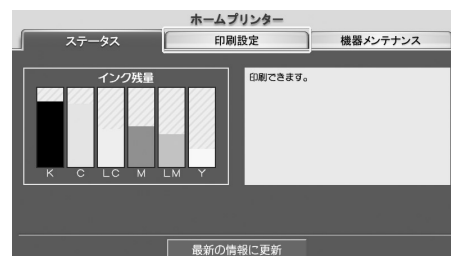 ホームプリンター
ステータス 印刷設定 機器メンテナンス
インク残量
印刷できます。
K C LC M LM Y
最新の情報に更新